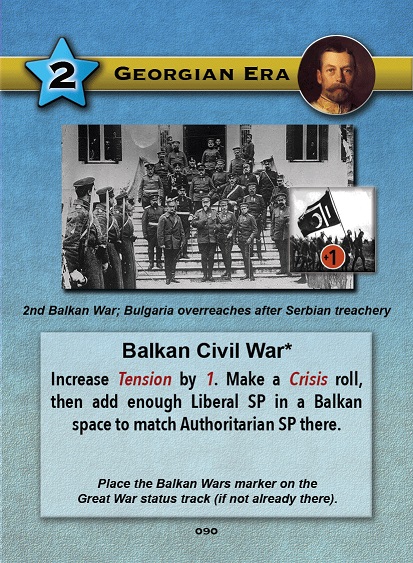 2 GEORGIAN ERA
+1
2nd Balkan War; Bulgaria overreaches after Serbian treachery
Balkan Civil War*
Increase Tension by 1. Make a Crisis roll,
then add enough Liberal SP in a Balkan
space to match Authoritarian SP there.
Place the Balkan Wars marker on the
Great War status track (if not already there).
090